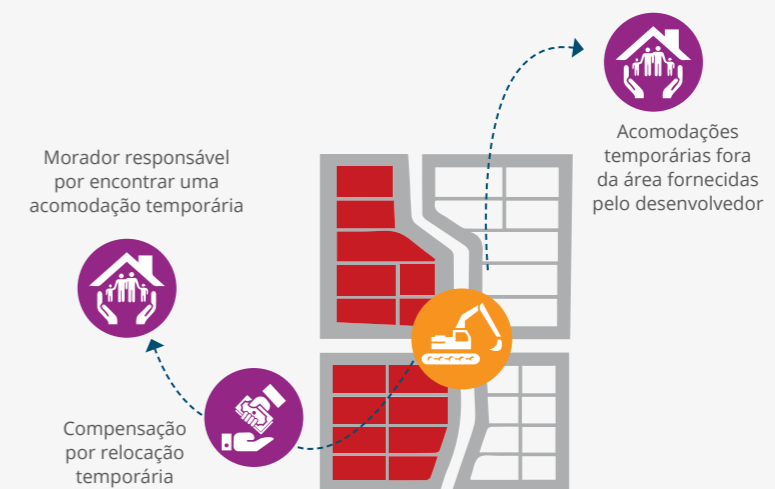 Morador responsável
por encontrar uma
acomodação temporária
Acomodações
temporárias fora
da área fornecidas
pelo desenvolvedor
Compensação
por relocação
temporária